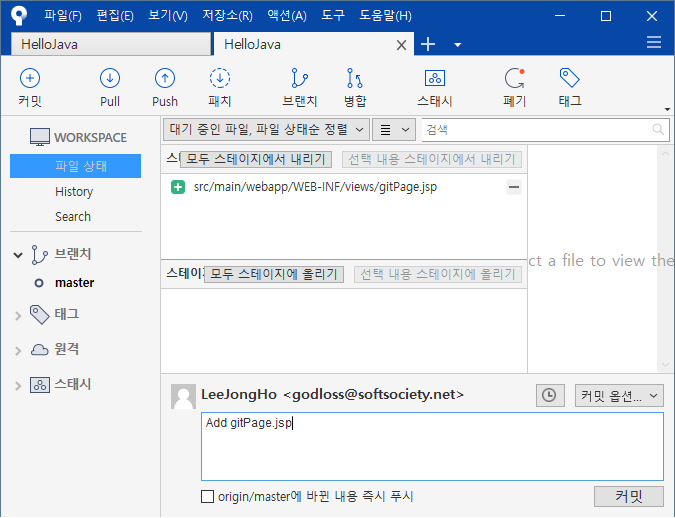 파일(F) 편집(E) 보기(V) 저장소(R) 액션(A) 도구 도움말(H)
HelloJava HelloJava
커밋 Pull Push 패치 브랜치 병합 스태시 폐기 태그
WORKSPACE
파일 상태
History
Search
브랜치
master
태그
원격
스태시
대기 중인 파일, 파일 상태순 정렬 검색
스 모두 스테이지에서 내리기 선택 내용 스테이지에서 내리기
src/main/webapp/WEB-INF/views/gitPage.jsp
ct a file to view the
스테이지 모두 스테이지에 올리기 선택 내용 스테이지에 올리기
LeeJongHo <godloss@softsociety.net> 커밋 옵션...
Add gitPage.jsp
origin/master에 바뀐 내용 즉시 푸시 커밋